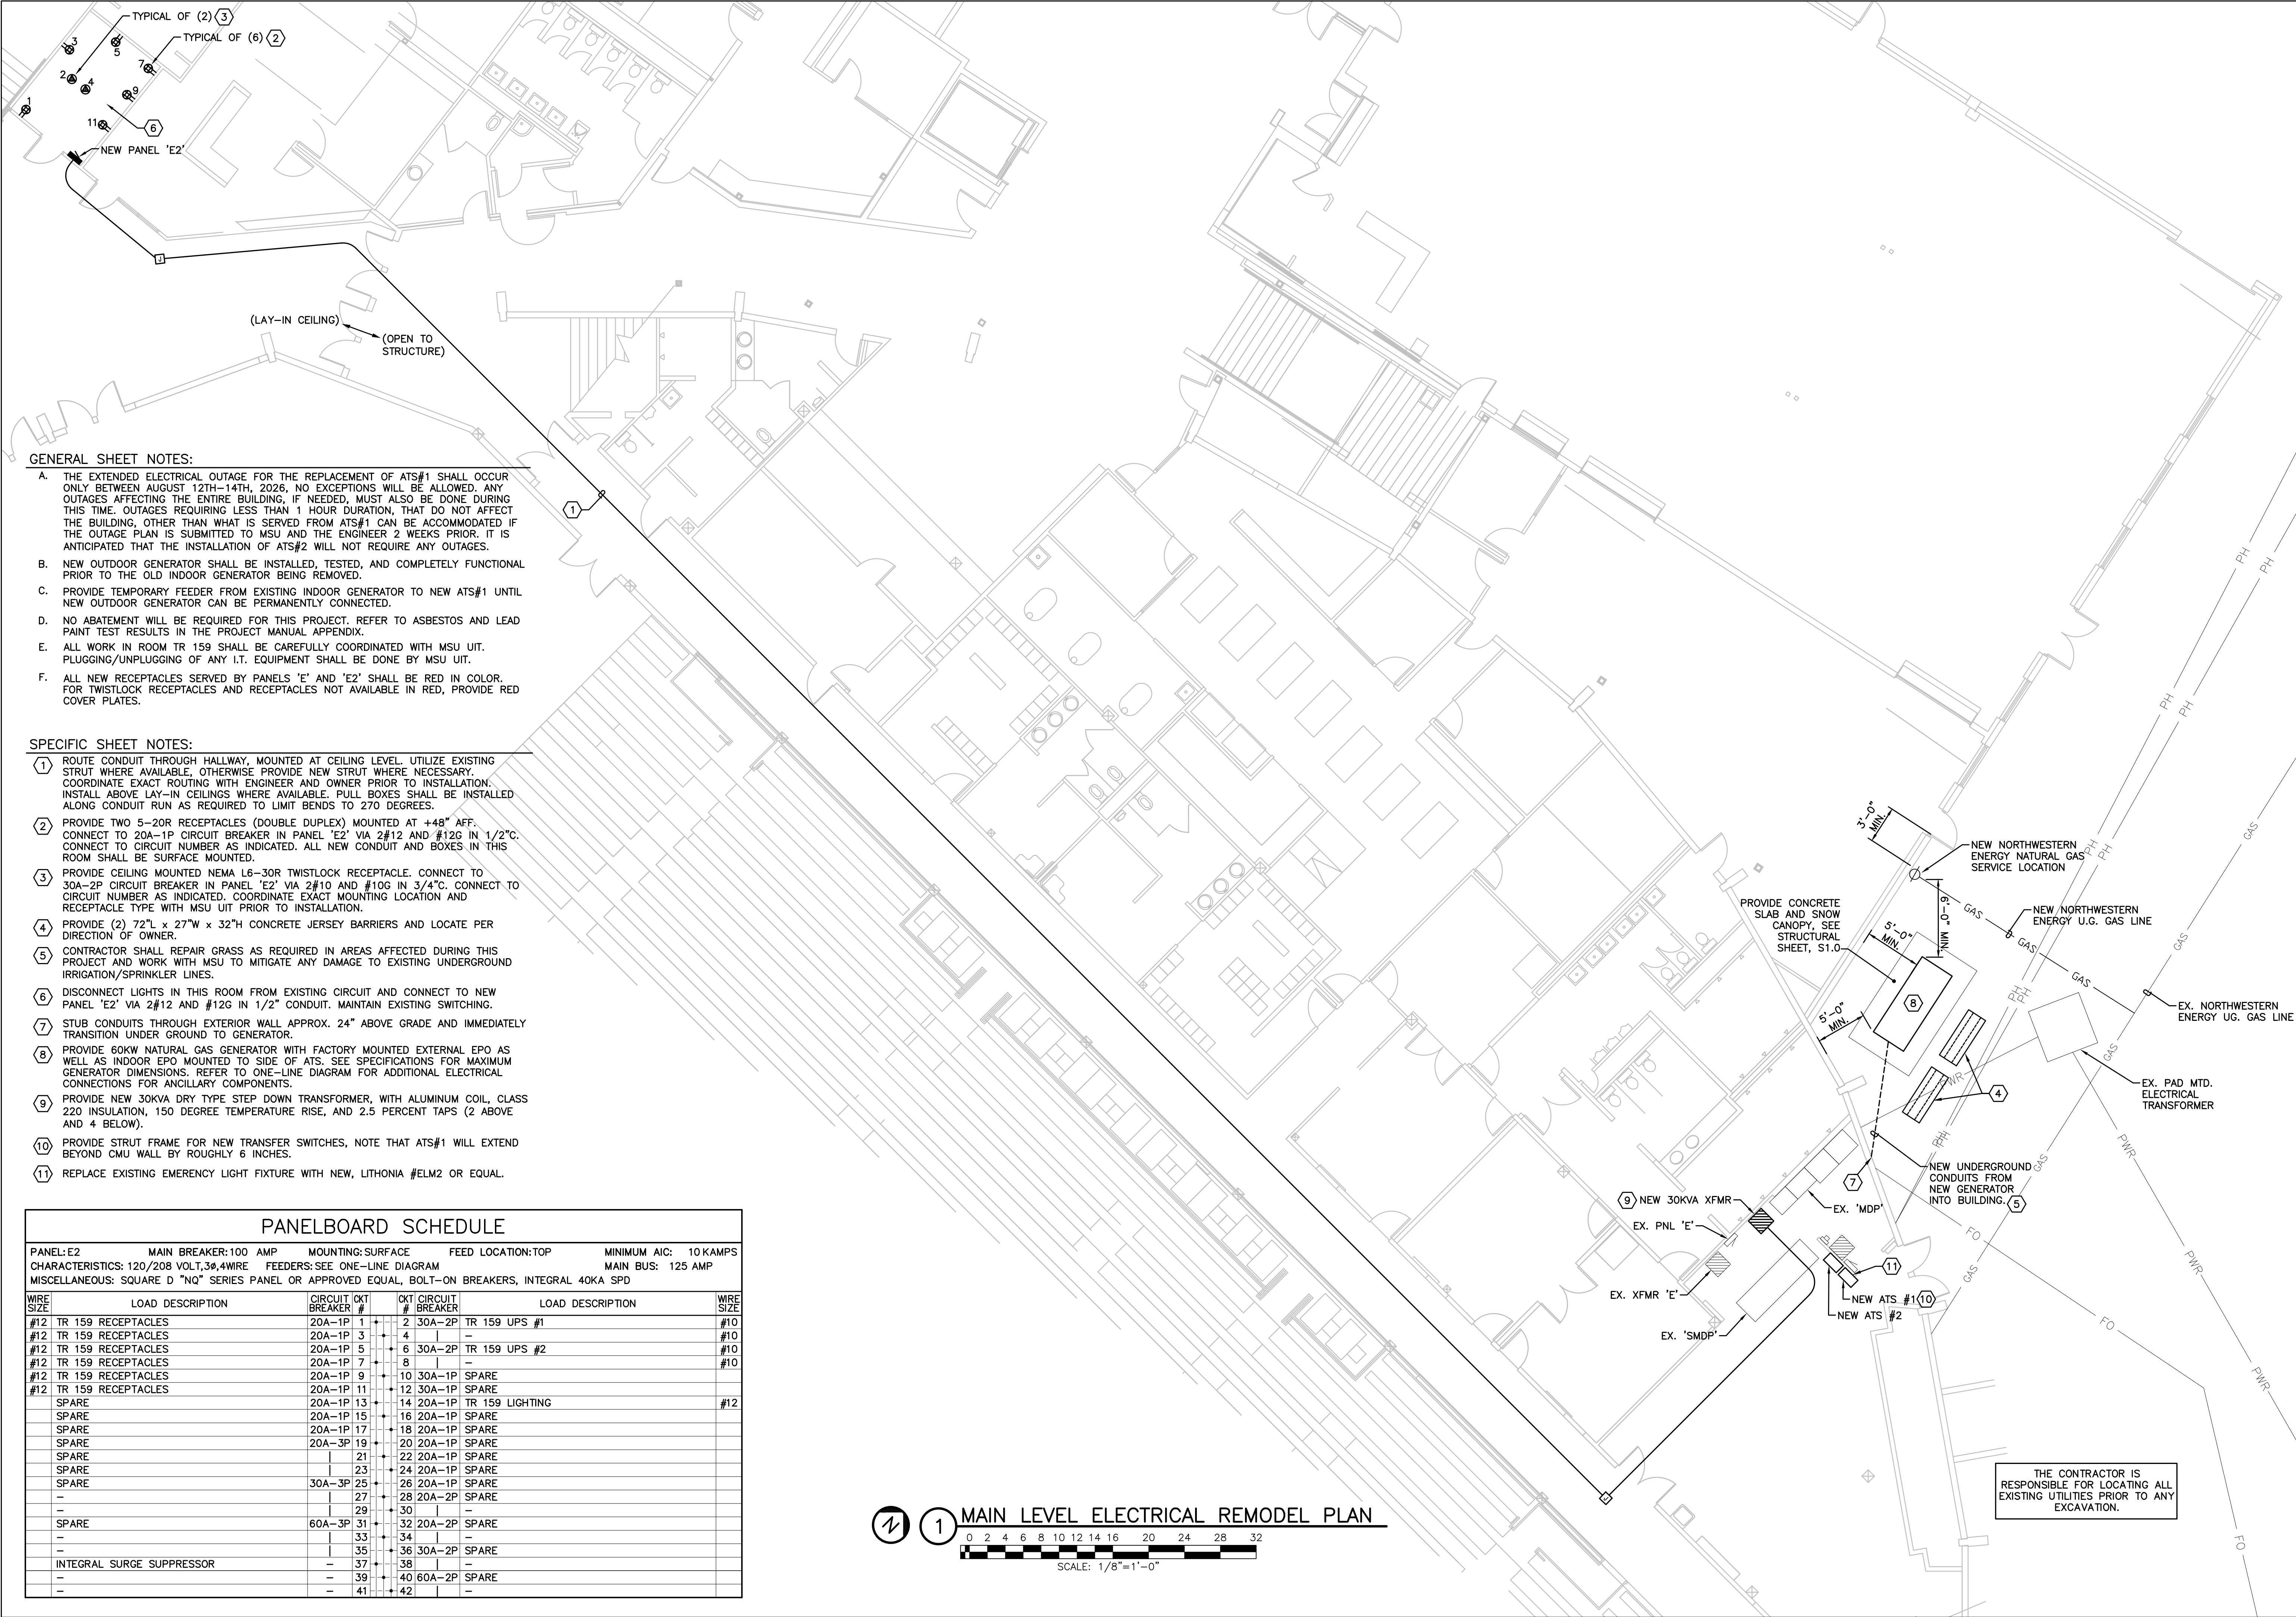 TYPICAL OF (2) 3
TYPICAL OF (6) 2
3
5
7
2
4
9
1
11
6
NEW PANEL 'E2'
J
(LAY-IN CEILING)
(OPEN TO
STRUCTURE)
1
GENERAL SHEET NOTES:
A. THE EXTENDED ELECTRICAL OUTAGE FOR THE REPLACEMENT OF ATS#1 SHALL OCCUR
ONLY BETWEEN AUGUST 12TH-14TH, 2026, NO EXCEPTIONS WILL BE ALLOWED. ANY
OUTAGES AFFECTING THE ENTIRE BUILDING, IF NEEDED, MUST ALSO BE DONE DURING
THIS TIME. OUTAGES REQUIRING LESS THAN 1 HOUR DURATION, THAT DO NOT AFFECT
THE BUILDING, OTHER THAN WHAT IS SERVED FROM ATS#1 CAN BE ACCOMMODATED IF
THE OUTAGE PLAN IS SUBMITTED TO MSU AND THE ENGINEER 2 WEEKS PRIOR. IT IS
ANTICIPATED THAT THE INSTALLATION OF ATS#2 WILL NOT REQUIRE ANY OUTAGES.
B. NEW OUTDOOR GENERATOR SHALL BE INSTALLED, TESTED, AND COMPLETELY FUNCTIONAL
PRIOR TO THE OLD INDOOR GENERATOR BEING REMOVED.
C. PROVIDE TEMPORARY FEEDER FROM EXISTING INDOOR GENERATOR TO NEW ATS#1 UNTIL
NEW OUTDOOR GENERATOR CAN BE PERMANENTLY CONNECTED.
D. NO ABATEMENT WILL BE REQUIRED FOR THIS PROJECT. REFER TO ASBESTOS AND LEAD
PAINT TEST RESULTS IN THE PROJECT MANUAL APPENDIX.
E. ALL WORK IN ROOM TR 159 SHALL BE CAREFULLY COORDINATED WITH MSU UIT.
PLUGGING/UNPLUGGING OF ANY I.T. EQUIPMENT SHALL BE DONE BY MSU UIT.
F. ALL NEW RECEPTACLES SERVED BY PANELS 'E' AND 'E2' SHALL BE RED IN COLOR.
FOR TWISTLOCK RECEPTACLES AND RECEPTACLES NOT AVAILABLE IN RED, PROVIDE RED
COVER PLATES.
SPECIFIC SHEET NOTES:
1 ROUTE CONDUIT THROUGH HALLWAY, MOUNTED AT CEILING LEVEL. UTILIZE EXISTING
STRUT WHERE AVAILABLE, OTHERWISE PROVIDE NEW STRUT WHERE NECESSARY.
COORDINATE EXACT ROUTING WITH ENGINEER AND OWNER PRIOR TO INSTALLATION.
INSTALL ABOVE LAY-IN CEILINGS WHERE AVAILABLE. PULL BOXES SHALL BE INSTALLED
ALONG CONDUIT RUN AS REQUIRED TO LIMIT BENDS TO 270 DEGREES.
2 PROVIDE TWO 5-20R RECEPTACLES (DOUBLE DUPLEX) MOUNTED AT +48" AFF.
CONNECT TO 20A-1P CIRCUIT BREAKER IN PANEL 'E2' VIA 2#12 AND #12G IN 1/2"C.
CONNECT TO CIRCUIT NUMBER AS INDICATED. ALL NEW CONDUIT AND BOXES IN THIS
ROOM SHALL BE SURFACE MOUNTED.
3 PROVIDE CEILING MOUNTED NEMA L6-30R TWISTLOCK RECEPTACLE. CONNECT TO
30A-2P CIRCUIT BREAKER IN PANEL 'E2' VIA 2#10 AND #10G IN 3/4"C. CONNECT TO
CIRCUIT NUMBER AS INDICATED. COORDINATE EXACT MOUNTING LOCATION AND
RECEPTACLE TYPE WITH MSU UIT PRIOR TO INSTALLATION.
4 PROVIDE (2) 72"L x 27"W x 32"H CONCRETE JERSEY BARRIERS AND LOCATE PER
DIRECTION OF OWNER.
5 CONTRACTOR SHALL REPAIR GRASS AS REQUIRED IN AREAS AFFECTED DURING THIS
PROJECT AND WORK WITH MSU TO MITIGATE ANY DAMAGE TO EXISTING UNDERGROUND
IRRIGATION/SPRINKLER LINES.
6 DISCONNECT LIGHTS IN THIS ROOM FROM EXISTING CIRCUIT AND CONNECT TO NEW
PANEL 'E2' VIA 2#12 AND #12G IN 1/2" CONDUIT. MAINTAIN EXISTING SWITCHING.
7 STUB CONDUITS THROUGH EXTERIOR WALL APPROX. 24" ABOVE GRADE AND IMMEDIATELY
TRANSITION UNDER GROUND TO GENERATOR.
8 PROVIDE 60KW NATURAL GAS GENERATOR WITH FACTORY MOUNTED EXTERNAL EPO AS
WELL AS INDOOR EPO MOUNTED TO SIDE OF ATS. SEE SPECIFICATIONS FOR MAXIMUM
GENERATOR DIMENSIONS. REFER TO ONE-LINE DIAGRAM FOR ADDITIONAL ELECTRICAL
CONNECTIONS FOR ANCILLARY COMPONENTS.
9 PROVIDE NEW 30KVA DRY TYPE STEP DOWN TRANSFORMER, WITH ALUMINUM COIL, CLASS
220 INSULATION, 150 DEGREE TEMPERATURE RISE, AND 2.5 PERCENT TAPS (2 ABOVE
AND 4 BELOW).
10 PROVIDE STRUT FRAME FOR NEW TRANSFER SWITCHES, NOTE THAT ATS#1 WILL EXTEND
BEYOND CMU WALL BY ROUGHLY 6 INCHES.
11 REPLACE EXISTING EMERENCY LIGHT FIXTURE WITH NEW, LITHONIA #ELM2 OR EQUAL.
PANELBOARD SCHEDULE
PANEL: E2 MAIN BREAKER: 100 AMP MOUNTING: SURFACE FEED LOCATION: TOP MINIMUM AIC: 10 KAMPS
CHARACTERISTICS: 120/208 VOLT,3ø,4WIRE FEEDERS: SEE ONE-LINE DIAGRAM MAIN BUS: 125 AMP
MISCELLANEOUS: SQUARE D "NQ" SERIES PANEL OR APPROVED EQUAL, BOLT-ON BREAKERS, INTEGRAL 40KA SPD
WIRE SIZE LOAD DESCRIPTION CIRCUIT BREAKER CKT # CKT # CIRCUIT BREAKER LOAD DESCRIPTION WIRE SIZE
#12 TR 159 RECEPTACLES 20A-1P 1 2 30A-2P TR 159 UPS #1 #10
#12 TR 159 RECEPTACLES 20A-1P 3 4 | - #10
#12 TR 159 RECEPTACLES 20A-1P 5 6 30A-2P TR 159 UPS #2 #10
#12 TR 159 RECEPTACLES 20A-1P 7 8 | - #10
#12 TR 159 RECEPTACLES 20A-1P 9 10 30A-1P SPARE
#12 TR 159 RECEPTACLES 20A-1P 11 12 30A-1P SPARE
SPARE 20A-1P 13 14 20A-1P TR 159 LIGHTING #12
SPARE 20A-1P 15 16 20A-1P SPARE
SPARE 20A-1P 17 18 20A-1P SPARE
SPARE 20A-3P 19 20 20A-1P SPARE
SPARE | 21 22 20A-1P SPARE
SPARE | 23 24 20A-1P SPARE
SPARE 30A-3P 25 26 20A-1P SPARE
- | 27 28 20A-2P SPARE
- | 29 30 | -
SPARE 60A-3P 31 32 20A-2P SPARE
- | 33 34 | -
- | 35 36 30A-2P SPARE
INTEGRAL SURGE SUPPRESSOR - 37 38 | -
- - 39 40 60A-2P SPARE
- - 41 42 | -
N
1 MAIN LEVEL ELECTRICAL REMODEL PLAN
0 2 4 6 8 10 12 14 16 20 24 28 32
SCALE: 1/8"=1'-0"
PH
PH
PH
PH
PH
PH
GAS
GAS
3'-0"
MIN.
NEW NORTHWESTERN
ENERGY NATURAL GAS
SERVICE LOCATION
6'-0" MIN.
GAS
GAS
GAS
NEW NORTHWESTERN
ENERGY U.G. GAS LINE
PROVIDE CONCRETE
SLAB AND SNOW
CANOPY, SEE
STRUCTURAL
SHEET, S1.0
5'-0"
MIN.
8
5'-0"
MIN.
PH
PH
EX. NORTHWESTERN
ENERGY UG. GAS LINE
GAS
PWR
4
EX. PAD MTD.
ELECTRICAL
TRANSFORMER
PH
PH
PWR
GAS
7
NEW UNDERGROUND
CONDUITS FROM
NEW GENERATOR
INTO BUILDING. 5
9 NEW 30KVA XFMR
EX. 'MDP'
EX. PNL 'E'
FO
PWR
GAS
11
EX. XFMR 'E'
NEW ATS #1 10
NEW ATS #2
EX. 'SMDP'
FO
PWR
J
THE CONTRACTOR IS
RESPONSIBLE FOR LOCATING ALL
EXISTING UTILITIES PRIOR TO ANY
EXCAVATION.
FO